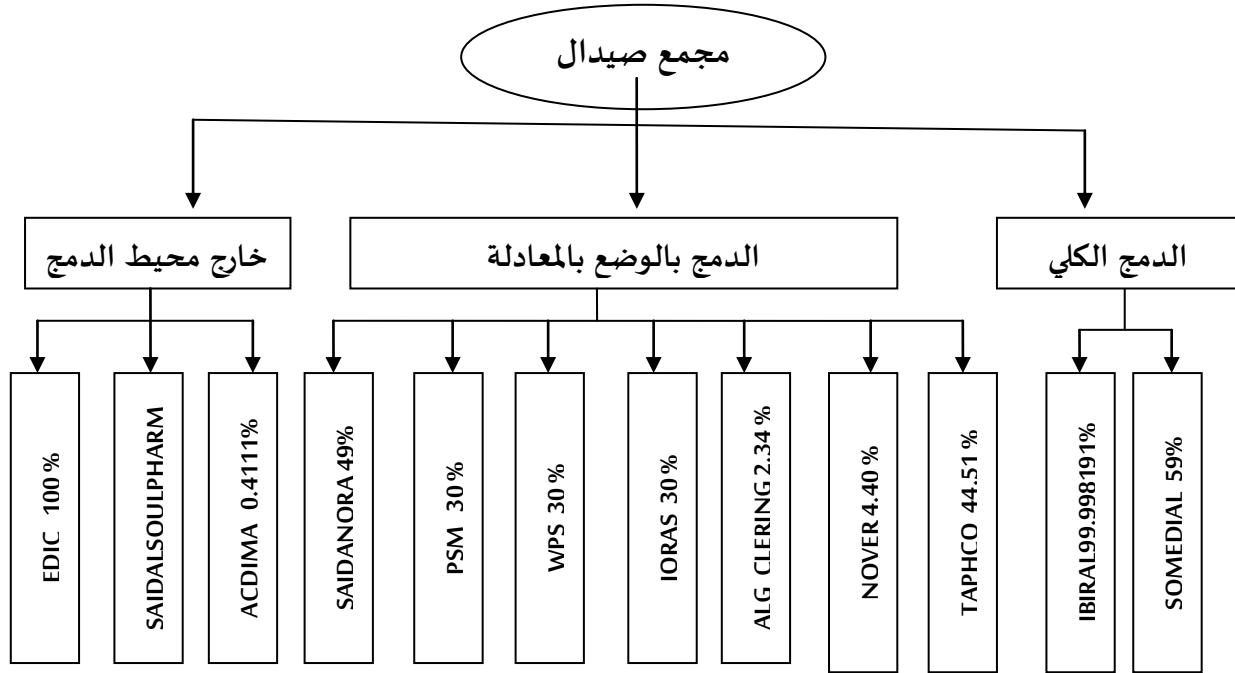 مجمع صيدال
الدمج الكلي
الدمج بالوضع بالمعادلة
خارج محيط الدمج
SOMEDIAL 59%
IBIRAL99.998191%
TAPHCO 44.51 %
NOVER 4.40 %
ALG CLERING 2.34 %
IORAS 30 %
WPS 30 %
PSM 30 %
SAIDANORA 49%
ACDIMA 0.4111%
SAIDALSOULPHARM
EDIC 100 %